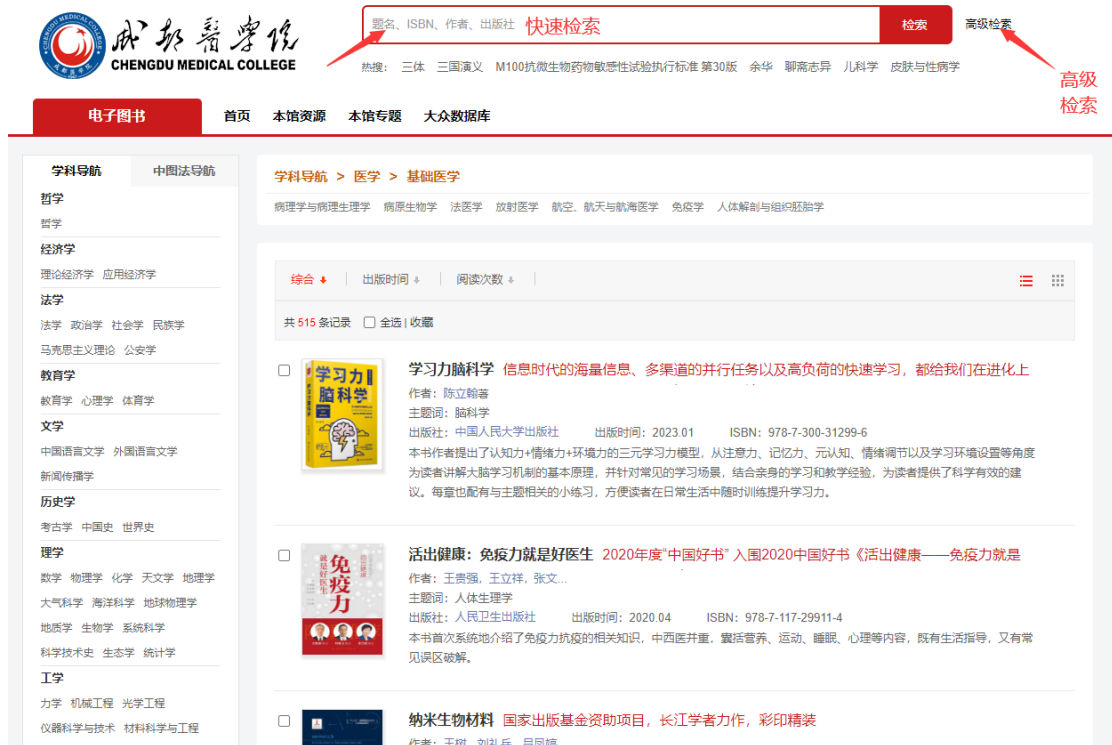 题名、ISBN、作者、出版社 快速检索 检索 高级检索
成都医学院
CHENGDU MEDICAL COLLEGE
热搜： 三体 三国演义 M100抗微生物药物敏感性试验执行标准 第30版 余华 聊斋志异 儿科学 皮肤与性病学
高级
检索
电子图书 首页 本馆资源 本馆专题 大众数据库
学科导航 中图法导航
哲学
哲学
经济学
理论经济学 应用经济学
法学
法学 政治学 社会学 民族学
马克思主义理论 公安学
教育学
教育学 心理学 体育学
文学
中国语言文学 外国语言文学
新闻传播学
历史学
考古学 中国史 世界史
理学
数学 物理学 化学 天文学 地理学
大气科学 海洋科学 地球物理学
地质学 生物学 系统科学
科学技术史 生态学 统计学
工学
力学 机械工程 光学工程
仪器科学与技术 材料科学与工程
学科导航 > 医学 > 基础医学
病理学与病理生理学 病原生物学 法医学 放射医学 航空、航天与航海医学 免疫学 人体解剖与组织胚胎学
综合 出版时间 阅读次数
共 515 条记录 全选 | 收藏
学习力
脑科学
学习力脑科学 信息时代的海量信息、多渠道的并行任务以及高负荷的快速学习，都给我们在进化上
作者：陈立翰著
主题词：脑科学
出版社：中国人民大学出版社 出版时间：2023.01 ISBN：978-7-300-31299-6
本书作者提出了认知力+情绪力+环境力的三元学习力模型，从注意力、记忆力、元认知、情绪调节以及学习环境设置等角度
为读者讲解大脑学习机制的基本原理，并针对常见的学习场景，结合亲身的学习和教学经验，为读者提供了科学有效的建
议。每章也配有与主题相关的小练习，方便读者在日常生活中随时训练提升学习力。
免疫力
就是好医生
活出健康：免疫力就是好医生 2020年度“中国好书” 入围2020中国好书《活出健康——免疫力就是
作者：王贵强，王立祥，张文...
主题词：人体生理学
出版社：人民卫生出版社 出版时间：2020.04 ISBN：978-7-117-29911-4
本书首次系统地介绍了免疫力抗疫的相关知识，中西医并重，囊括营养、运动、睡眠、心理等内容，既有生活指导，又有常
见误区破解。
纳米生物材料 国家出版基金资助项目，长江学者力作，彩印精装